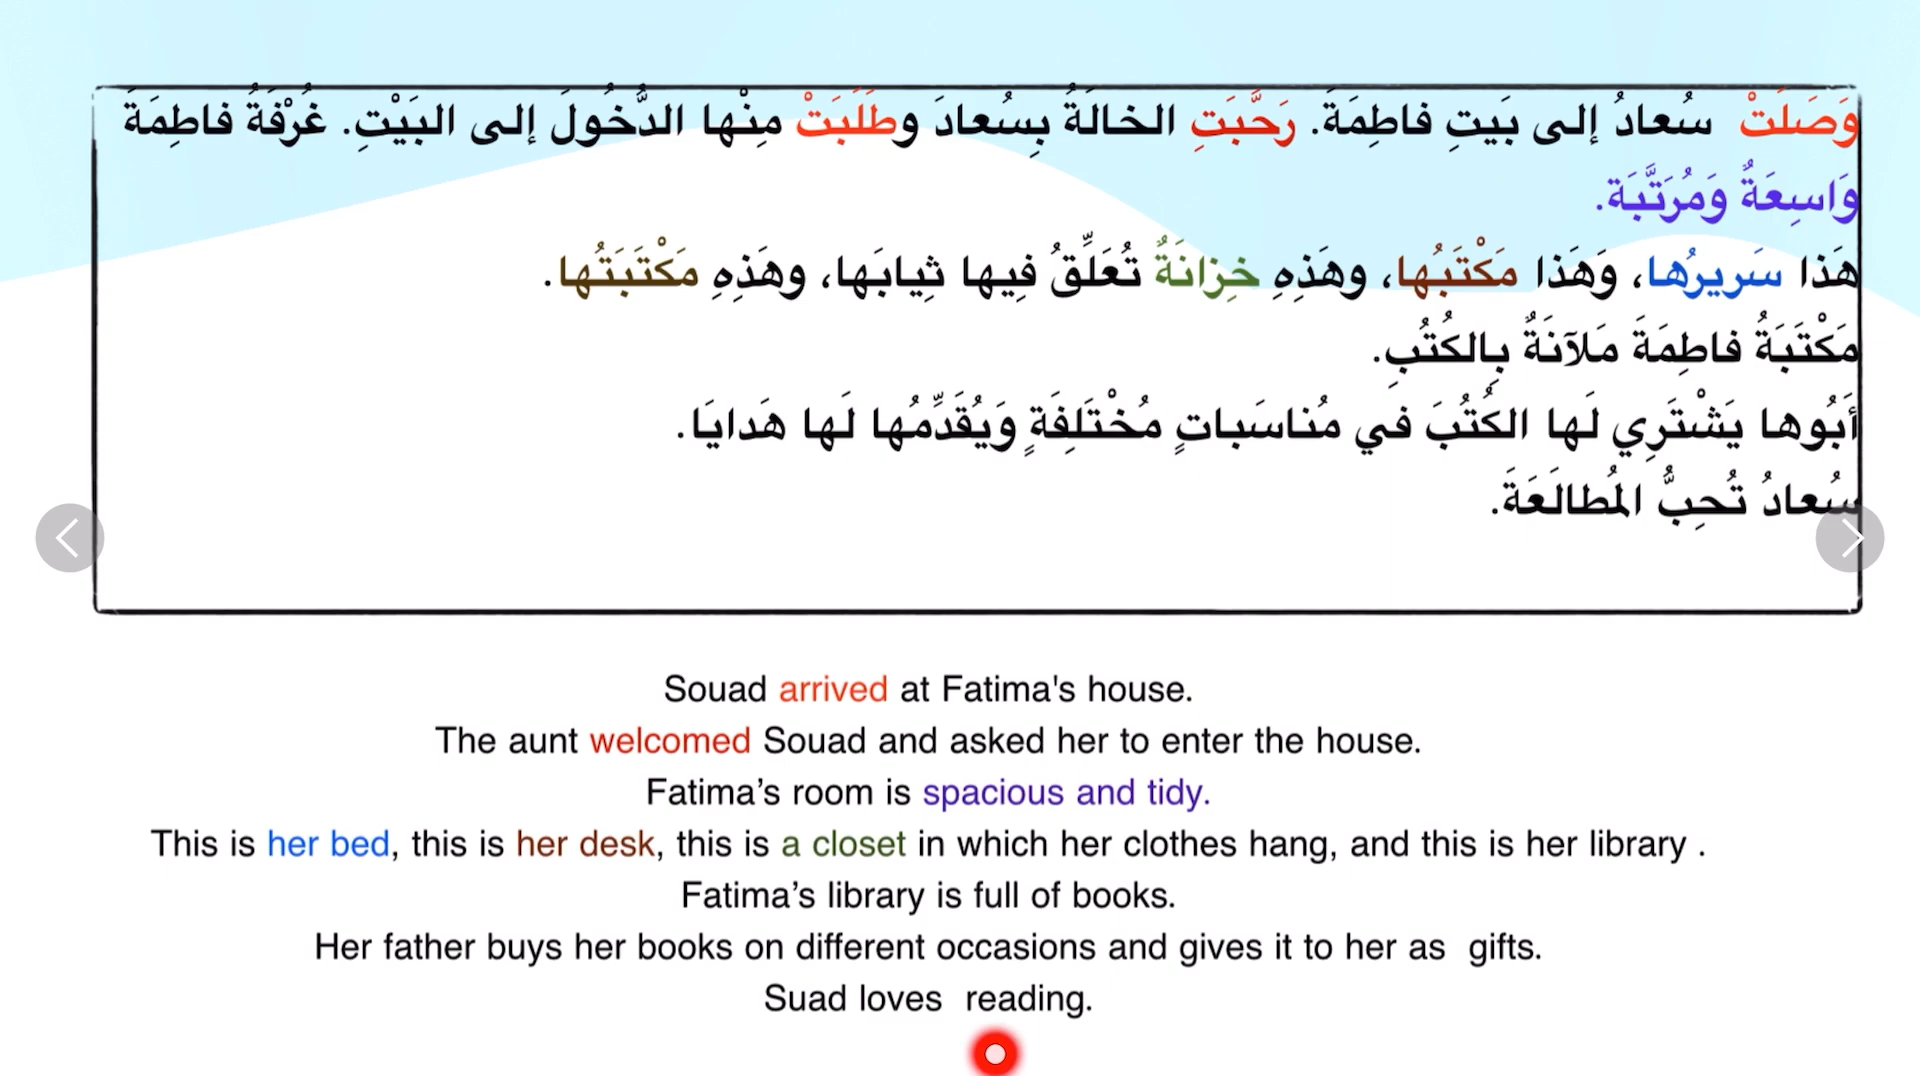 وَصَلَتْ سُعادُ إلى بَيتِ فاطِمَةَ. رَحَّبَتِ الخالَةُ بِسُعادَ وطَلَبَتْ مِنْها الدُّخُولَ إلى البَيْتِ. غُرْفَةُ فاطِمَةَ
وَاسِعَةٌ وَمُرَتَّبَة.
هَذا سَريرُها، وَهَذا مَكْتَبُها، وهَذِهِ خِزانَةٌ تُعَلِّقُ فِيها ثِيابَها، وهَذِهِ مَكْتَبَتُها.
مَكْتَبَةُ فاطِمَةَ مَلآنَةٌ بِالكُتُبِ.
أَبُوها يَشْتَرِي لَها الكُتُبَ في مُناسَباتٍ مُخْتَلِفَةٍ وَيُقَدِّمُها لَها هَدايَا.
سُعادُ تُحِبُّ المُطالَعَةَ.
Souad arrived at Fatima's house.
The aunt welcomed Souad and asked her to enter the house.
Fatima’s room is spacious and tidy.
This is her bed, this is her desk, this is a closet in which her clothes hang, and this is her library .
Fatima’s library is full of books.
Her father buys her books on different occasions and gives it to her as  gifts.
Suad loves  reading.